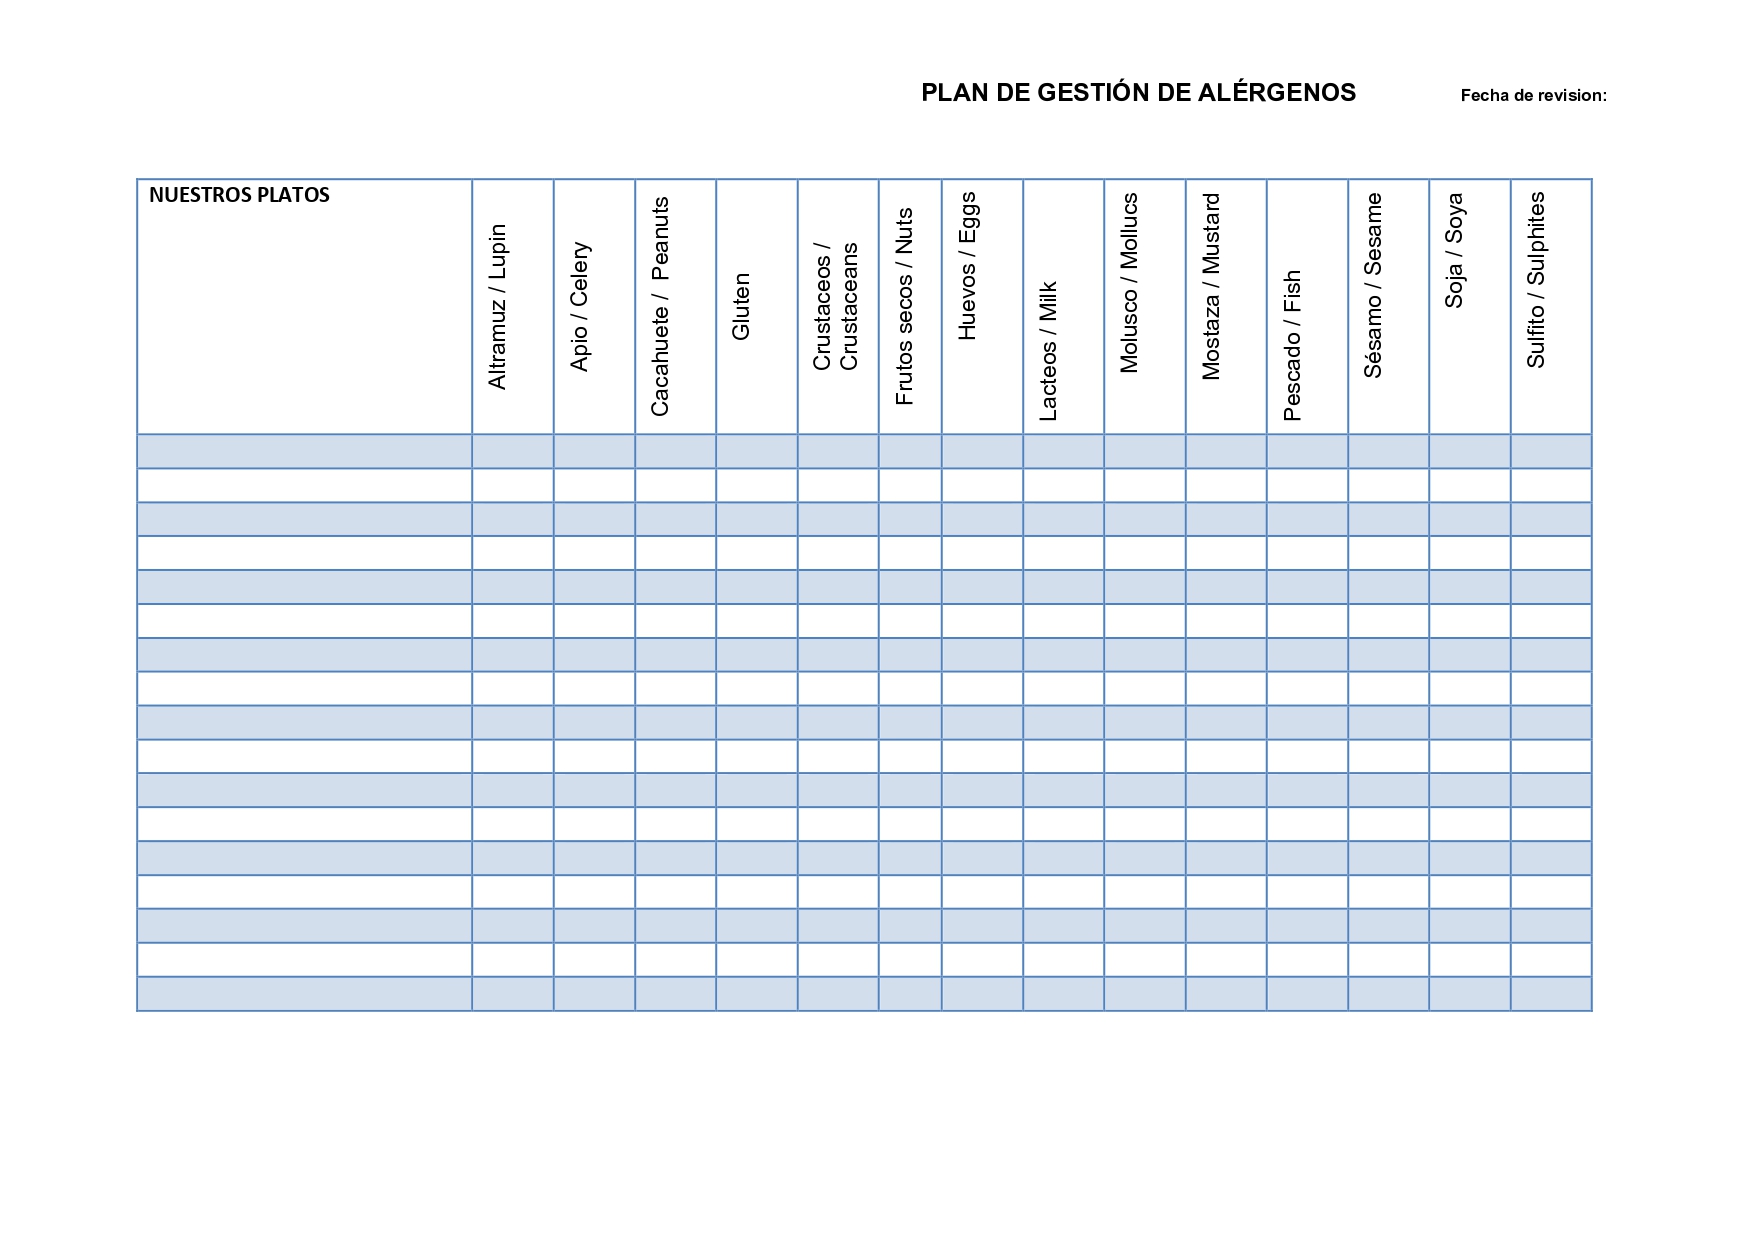 PLAN DE GESTIÓN DE ALÉRGENOS
Fecha de revision:
NUESTROS PLATOS
Altramuz / Lupin
Apio / Celery
Cacahuete / Peanuts
Gluten
Crustaceos /
Crustaceans
Frutos secos / Nuts
Huevos / Eggs
Lacteos / Milk
Molusco / Mollucs
Mostaza / Mustard
Pescado / Fish
Sésamo / Sesame
Soja / Soya
Sulfito / Sulphites